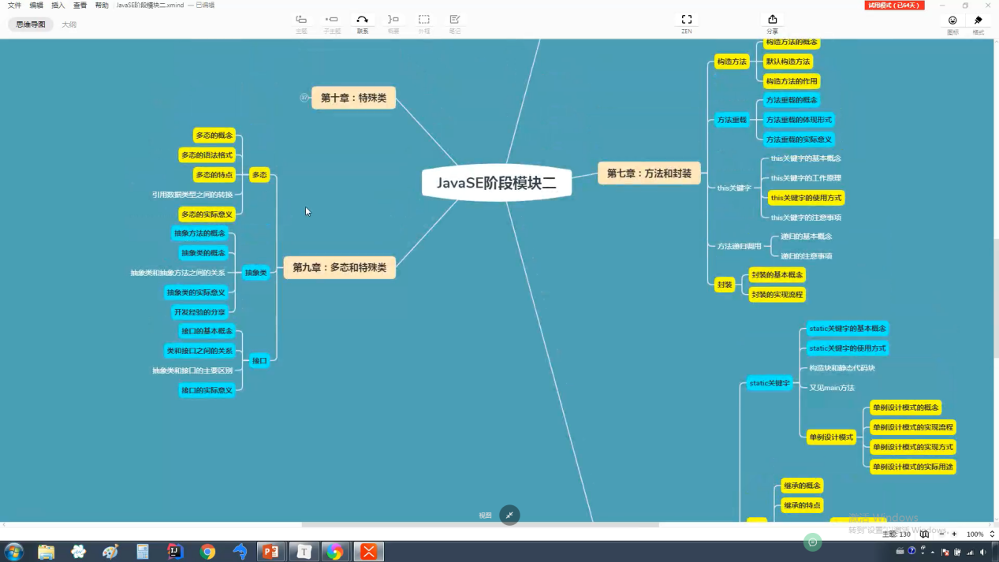 文件 编辑 插入 查看 帮助 JavaSE阶段模块二.xmind — 已编辑 试用模式（已64天）
思维导图 大纲
主题 子主题 联系 概要 外框 笔记 ZEN 分享 图标 格式
JavaSE阶段模块二
第十章：特殊类
37
第九章：多态和特殊类
多态
多态的概念
多态的语法格式
多态的特点
引用数据类型之间的转换
多态的实际意义
抽象类
抽象方法的概念
抽象类的概念
抽象类和抽象方法之间的关系
抽象类的实际意义
开发经验的分享
接口
接口的基本概念
类和接口之间的关系
抽象类和接口的主要区别
接口的实际意义
第七章：方法和封装
构造方法
构造方法的概念
默认构造方法
构造方法的作用
方法重载
方法重载的概念
方法重载的体现形式
方法重载的实际意义
this关键字
this关键字的基本概念
this关键字的工作原理
this关键字的使用方式
this关键字的注意事项
方法递归调用
递归的基本概念
递归的注意事项
封装
封装的基本概念
封装的实现流程
static关键字
static关键字的基本概念
static关键字的使用方式
构造块和静态代码块
又见main方法
单例设计模式
单例设计模式的概念
单例设计模式的实现流程
单例设计模式的实现方式
单例设计模式的实际用途
继承的概念
继承的特点
视图
激活 Windows
转到"设置"以激活 Windows。
主题: 130 100%